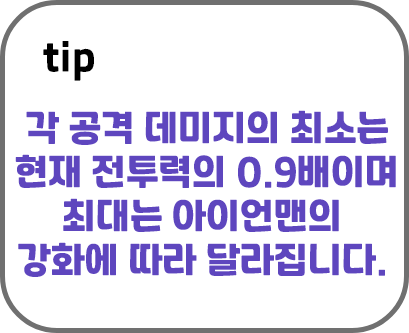 tip
각 공격 데미지의 최소는
현재 전투력의 0.9배이며
최대는 아이언맨의
강화에 따라 달라집니다.